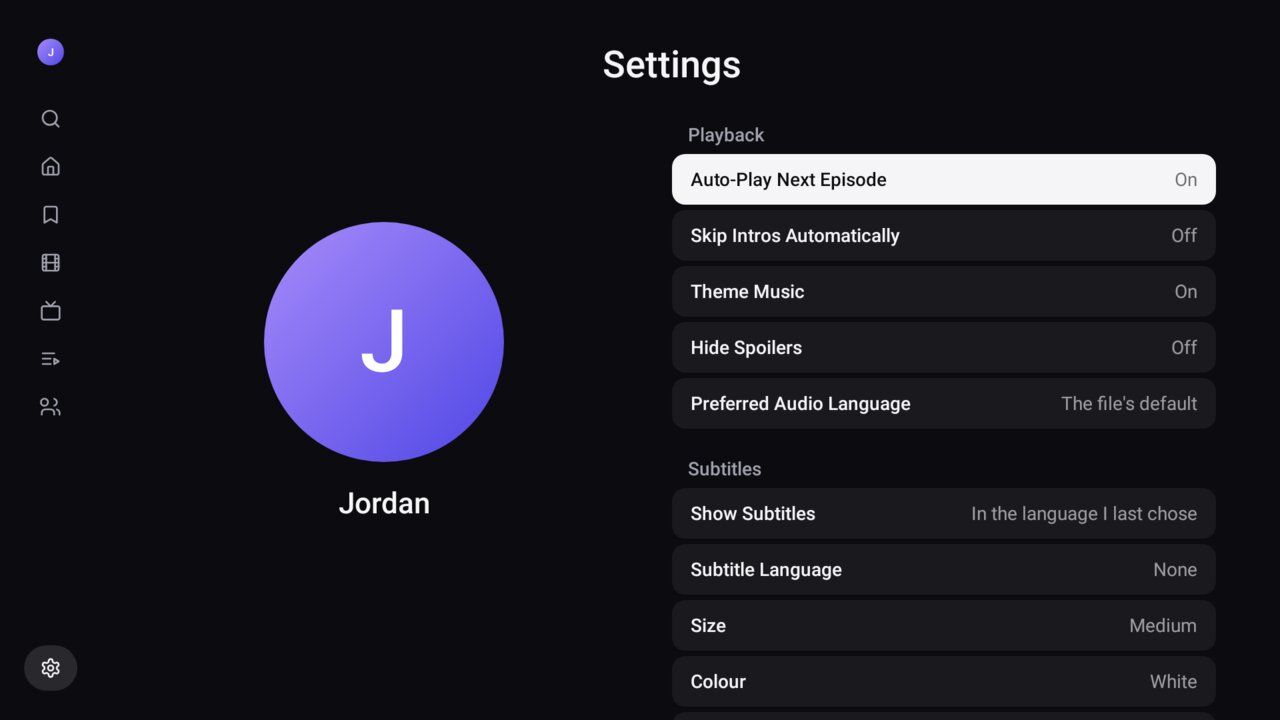 J
Settings
Playback
Auto-Play Next Episode On
Skip Intros Automatically Off
Theme Music On
Hide Spoilers Off
Preferred Audio Language The file's default
J
Jordan
Subtitles
Show Subtitles In the language I last chose
Subtitle Language None
Size Medium
Colour White